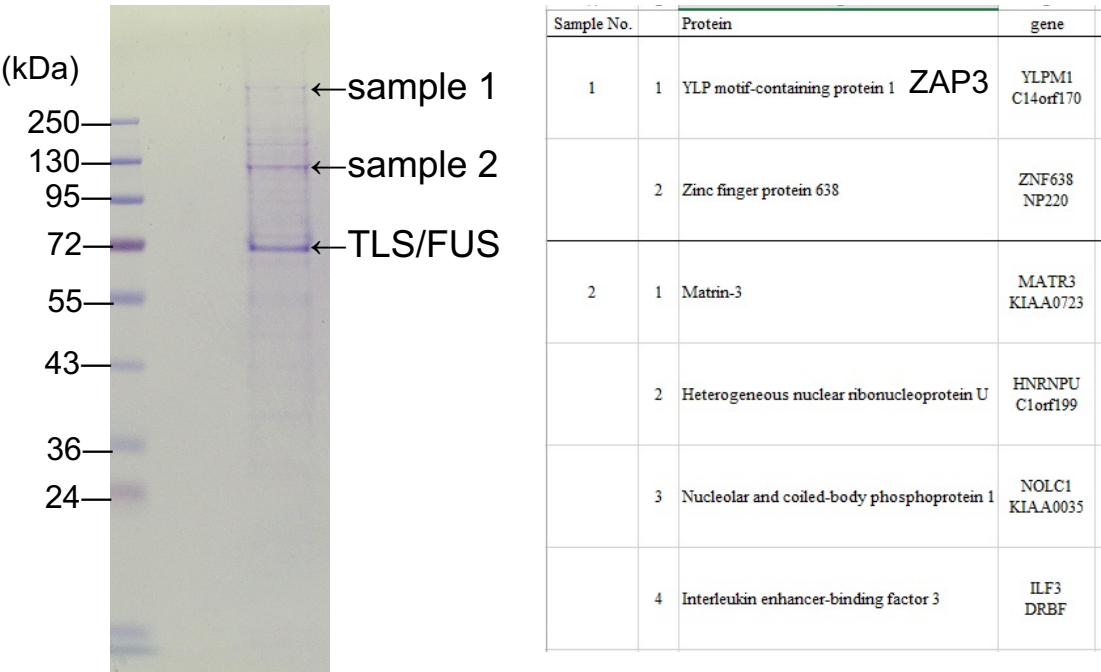 (kDa)
250
130
95
72
55
43
36
24
←sample 1
←sample 2
←TLS/FUS
Sample No. Protein gene
1 1 YLP motif-containing protein 1 ZAP3 YLPM1
C14orf170
2 Zinc finger protein 638 ZNF638
NP220
2 1 Matrin-3 MATR3
KIAA0723
2 Heterogeneous nuclear ribonucleoprotein U HNRNPU
C1orf199
3 Nucleolar and coiled-body phosphoprotein 1 NOLC1
KIAA0035
4 Interleukin enhancer-binding factor 3 ILF3
DRBF